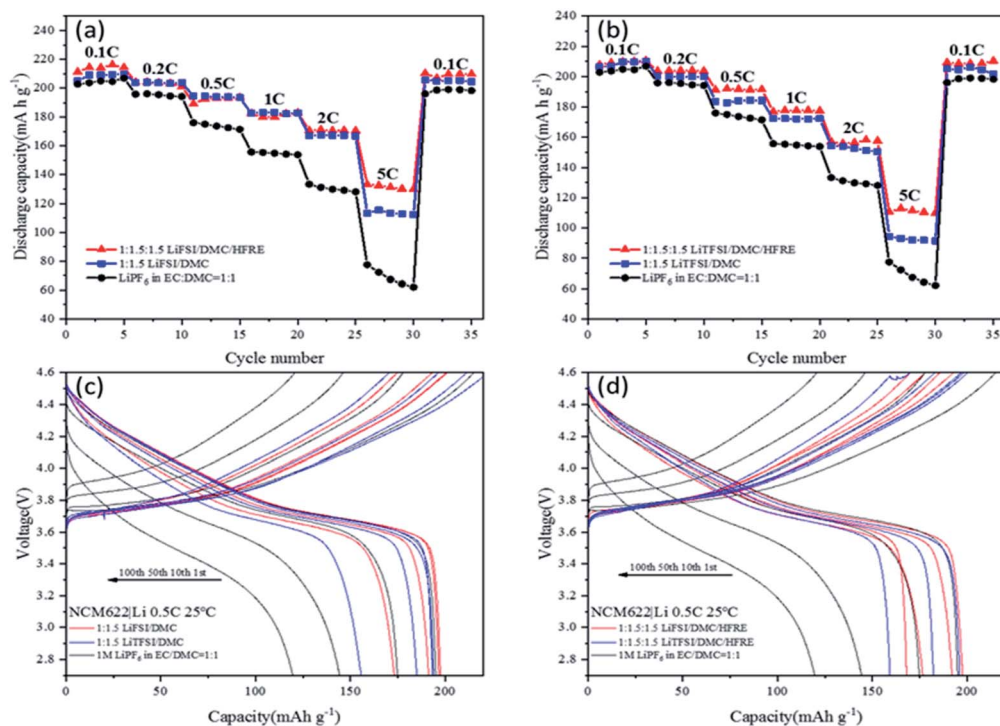 (a)
0.1C
0.2C
0.5C
1C
2C
5C
0.1C
Discharge capacity(mA h g⁻¹)
240
220
200
180
160
140
120
100
80
60
40
1:1.5:1.5 LiFSI/DMC/HFRE
1:1.5 LiFSI/DMC
LiPF₆ in EC:DMC=1:1
0 5 10 15 20 25 30 35
Cycle number
(b)
0.1C
0.2C
0.5C
1C
2C
5C
0.1C
Discharge capacity(mA h g⁻¹)
240
220
200
180
160
140
120
100
80
60
40
1:1.5:1.5 LiTFSI/DMC/HFRE
1:1.5 LiTFSI/DMC
LiPF₆ in EC:DMC=1:1
0 5 10 15 20 25 30 35
Cycle number
(c)
Voltage(V)
4.6
4.4
4.2
4.0
3.8
3.6
3.4
3.2
3.0
2.8
100th 50th 10th 1st
NCM622|Li 0.5C 25°C
1:1.5 LiFSI/DMC
1:1.5 LiTFSI/DMC
1M LiPF₆ in EC/DMC=1:1
0 50 100 150 200
Capacity(mAh g⁻¹)
(d)
Voltage(V)
4.6
4.4
4.2
4.0
3.8
3.6
3.4
3.2
3.0
2.8
100th 50th 10th 1st
NCM622|Li 0.5C 25°C
1:1.5:1.5 LiFSI/DMC/HFRE
1:1.5:1.5 LiTFSI/DMC/HFRE
1M LiPF₆ in EC/DMC=1:1
0 50 100 150 200
Capacity(mAh g⁻¹)